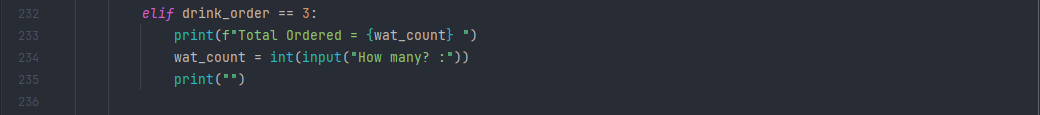 232 elif drink_order == 3:
233 print(f"Total Ordered = {wat_count} ")
234 wat_count = int(input("How many? :"))
235 print("")
236